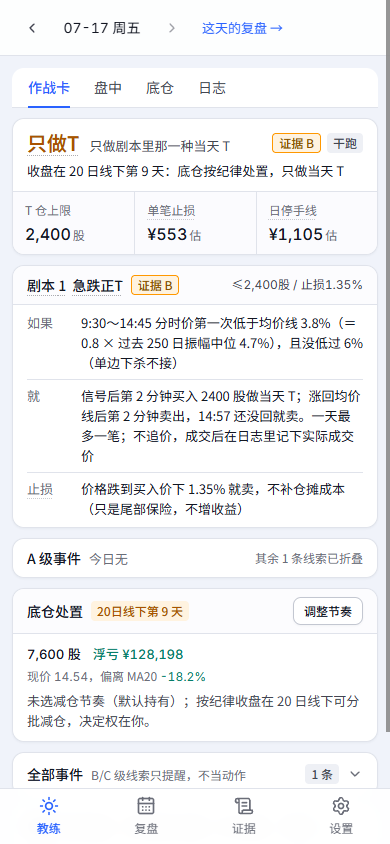 07-17 周五
这天的复盘 →
作战卡 盘中 底仓 日志
只做T 只做剧本里那一种当天 T 证据 B 干跑
收盘在 20 日线下第 9 天：底仓按纪律处置，只做当天 T
T 仓上限 单笔止损 日停手线
2,400股 ¥553估 ¥1,105估
剧本 1 急跌正T 证据 B ≤2,400股 / 止损1.35%
如果 9:30～14:45 分时价第一次低于均价线 3.8%（＝
0.8 × 过去 250 日振幅中位 4.7%），且没低过 6%
（单边下杀不接）
就 信号后第 2 分钟买入 2400 股做当天 T；涨回均价
线后第 2 分钟卖出，14:57 还没回就卖。一天最
多一笔；不追价，成交后在日志里记下实际成交
价
止损 价格跌到买入价下 1.35% 就卖，不补仓摊成本
（只是尾部保险，不增收益）
A 级事件 今日无 其余 1 条线索已折叠
底仓处置 20日线下第 9 天 调整节奏
7,600 股 浮亏 ¥128,198
现价 14.54，偏离 MA20 -18.2%
未选减仓节奏（默认持有）；按纪律收盘在 20 日线下可分
批减仓，决定权在你。
全部事件 B/C 级线索只提醒，不当动作 1 条
教练 复盘 证据 设置